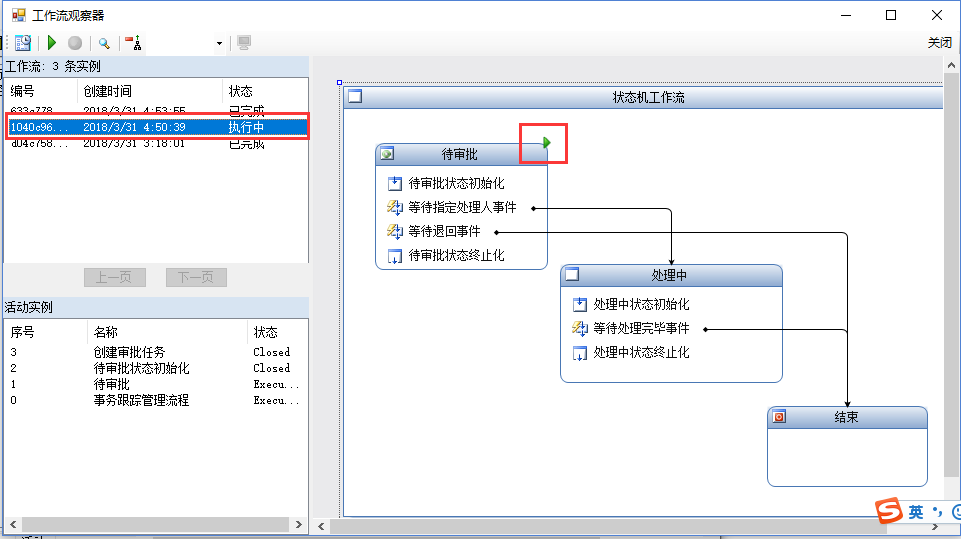 工作流观察器
关闭
工作流: 3 条实例
编号 创建时间 状态
633c778... 2018/3/31 4:53:55 已完成
1040c96... 2018/3/31 4:50:39 执行中
d04c758... 2018/3/31 3:18:01 已完成
上一页 下一页
活动实例
序号 名称 状态
3 创建审批任务 Closed
2 待审批状态初始化 Closed
1 待审批 Execu...
0 事务跟踪管理流程 Execu...
状态机工作流
待审批
待审批状态初始化
等待指定处理人事件
等待退回事件
待审批状态终止化
处理中
处理中状态初始化
等待处理完毕事件
处理中状态终止化
结束
S 英